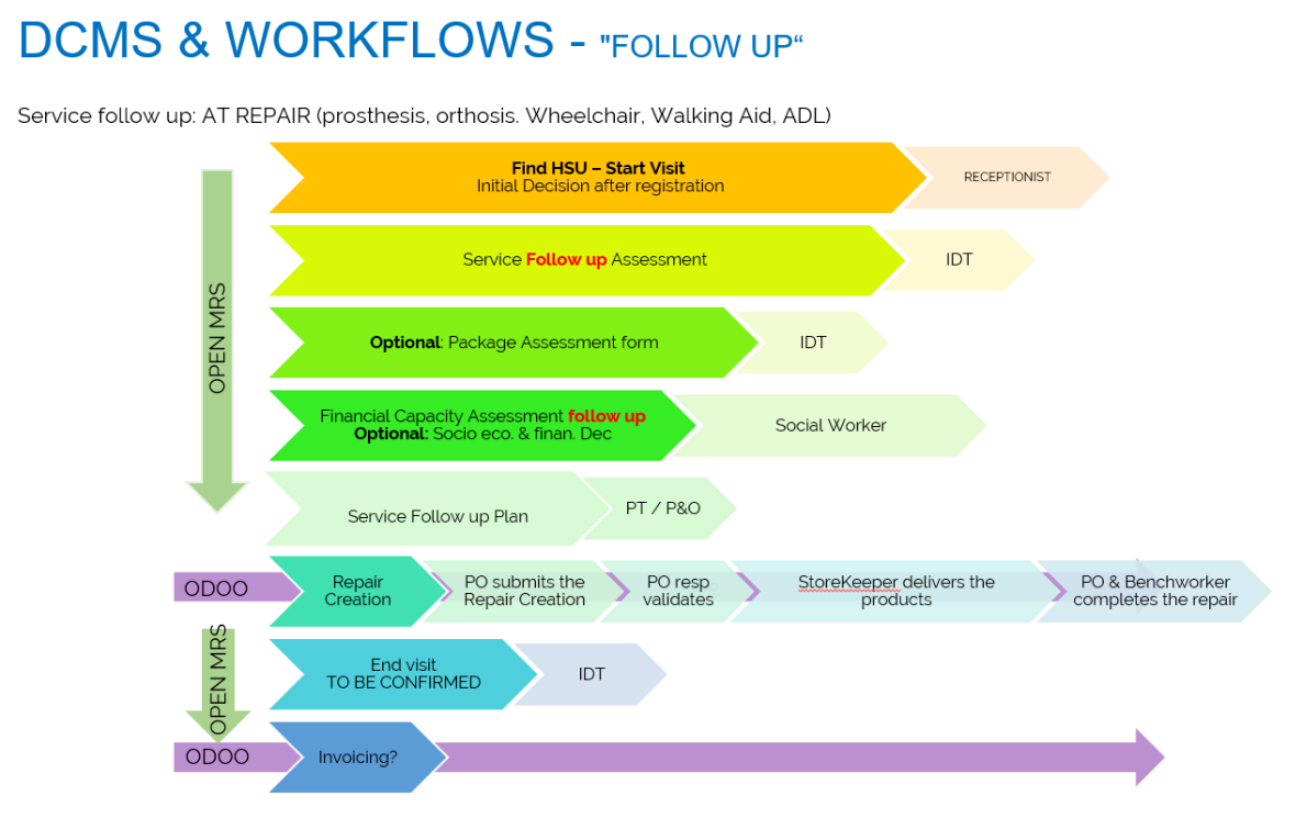 DCMS & WORKFLOWS - "FOLLOW UP“
Service follow up: AT REPAIR (prosthesis, orthosis. Wheelchair, Walking Aid, ADL)
Find HSU – Start Visit
Initial Decision after registration
RECEPTIONIST
OPEN MRS
Service Follow up Assessment
IDT
Optional: Package Assessment form
IDT
Financial Capacity Assessment follow up
Optional: Socio eco. & finan. Dec
Social Worker
Service Follow up Plan
PT / P&O
ODOO
Repair
Creation
PO submits the
Repair Creation
PO resp
validates
StoreKeeper delivers the
products
PO & Benchworker
completes the repair
OPEN MRS
End visit
TO BE CONFIRMED
IDT
ODOO
Invoicing?